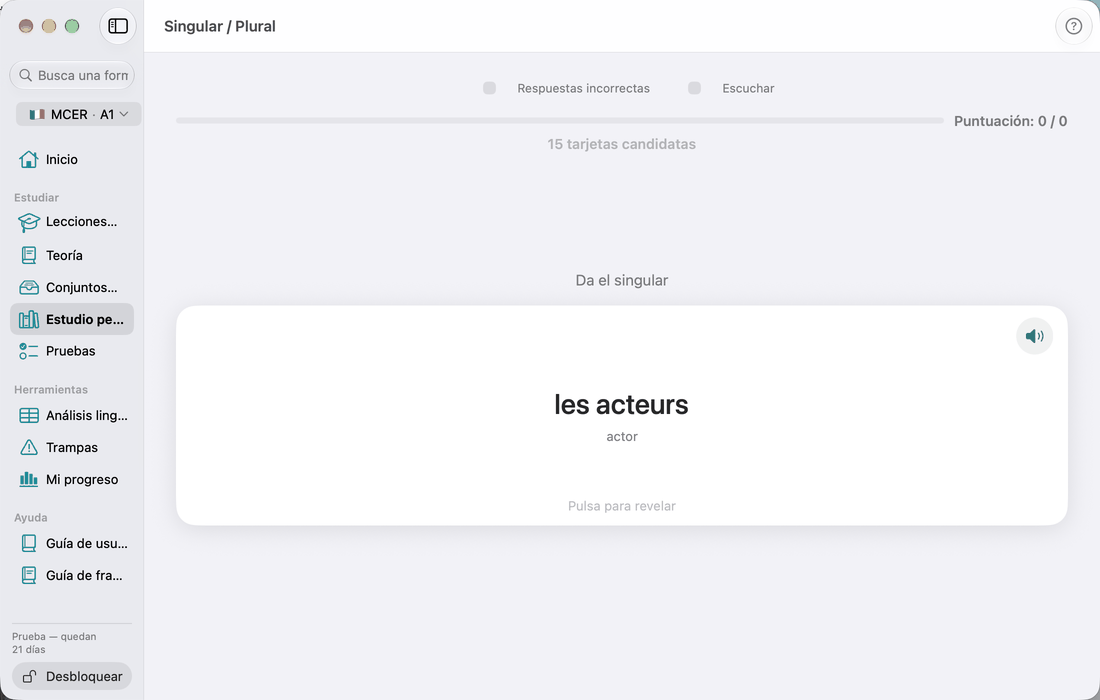 Singular / Plural
Busca una forn
MCER · A1
Inicio
Estudiar
Lecciones...
Teoría
Conjuntos...
Estudio pe...
Pruebas
Herramientas
Análisis ling...
Trampas
Mi progreso
Ayuda
Guía de usu...
Guía de fra...
Prueba — quedan
21 días
Desbloquear
Respuestas incorrectas
Escuchar
Puntuación: 0 / 0
15 tarjetas candidatas
Da el singular
les acteurs
actor
Pulsa para revelar